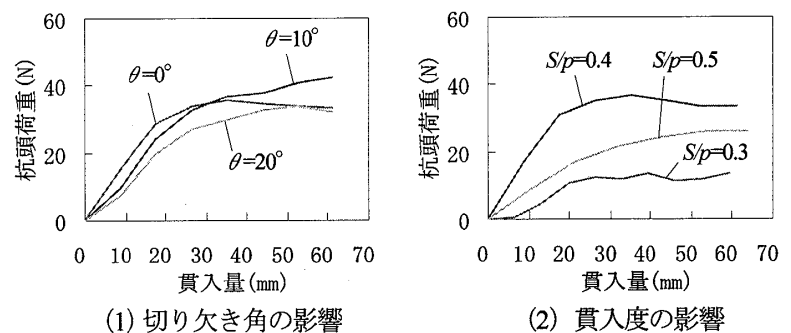 60
40
20
0
杭頭荷重(N)
θ=10°
θ=0°
θ=20°
0 10 20 30 40 50 60 70
貫入量(mm)
(1) 切り欠き角の影響
60
40
20
0
杭頭荷重(N)
S/p=0.4
S/p=0.5
S/p=0.3
0 10 20 30 40 50 60 70
貫入量(mm)
(2) 貫入度の影響